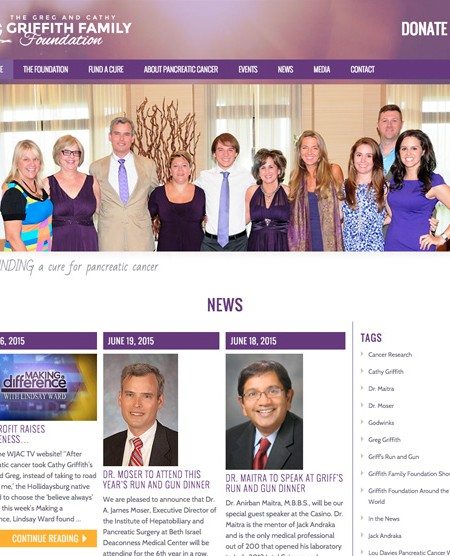 THE GREG AND CATHY
GRIFFITH FAMILY
Foundation
DONATE
THE FOUNDATION FUND A CURE ABOUT PANCREATIC CANCER EVENTS NEWS MEDIA CONTACT
a cure for pancreatic cancer
NEWS
6, 2015
MAKING a
difference
WITH LINDSAY WARD
RAISES
he WJAC TV website! "After
cancer took Cathy Griffith's
d Greg, instead of taking to road
me," the Hollidaysburg native
d to choose the 'believe always'
this week's Making a
Lindsay Ward found ...
CONTINUE READING
JUNE 19, 2015
DR. MOSER TO ATTEND THIS
YEAR'S RUN AND GUN DINNER
We are pleased to announce that Dr.
A. James Moser, Executive Director of
the Institute of Hepatobiliary and
Pancreatic Surgery at Beth Israel
Deaconness Medical Center will be
attending for the 6th year in a row.
JUNE 18, 2015
DR. MAITRA TO SPEAK AT GRIFF'S
RUN AND GUN DINNER
Dr. Anirban Maitra, M.B.B.S., will be our
special guest speaker at the Casino. Dr.
Maitra is the mentor of Jack Andraka
and is the only medical professional
out of 200 that opened his laboratory
TAGS
Cancer Research
Cathy Griffith
Dr. Maitra
Dr. Moser
Godwinks
Greg Griffith
Griff's Run and Gun
Griffith Family Foundation Show
Griffith Foundation Around the
World
In the News
Jack Andraka
Jay Davies Pancreatic Cancer W